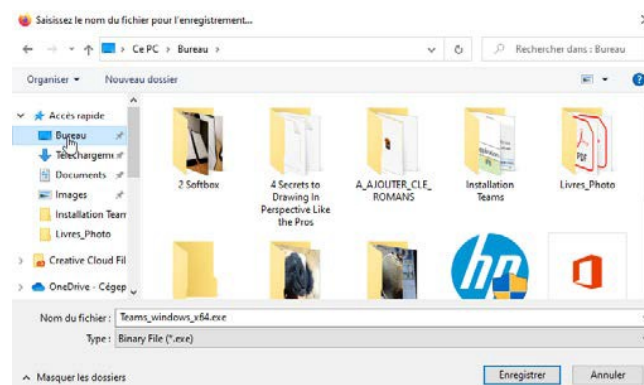 Saisissez le nom du fichier pour l'enregistrement...
Ce PC > Bureau >
Rechercher dans : Bureau
Organiser
Nouveau dossier
Accès rapide
Bureau
Téléchargeme
Documents
Images
Installation Team
Livres_Photo
Creative Cloud Fil
OneDrive - Cégep
2 Softbox
4 Secrets to
Drawing In
Perspective Like
the Pros
A_AJOUTER_CLE_
ROMANS
Installation
Teams
PDF
Livres_Photo
hp
Nom du fichier : Teams_windows_x64.exe
Type : Binary File (*.exe)
Masquer les dossiers
Enregistrer
Annuler